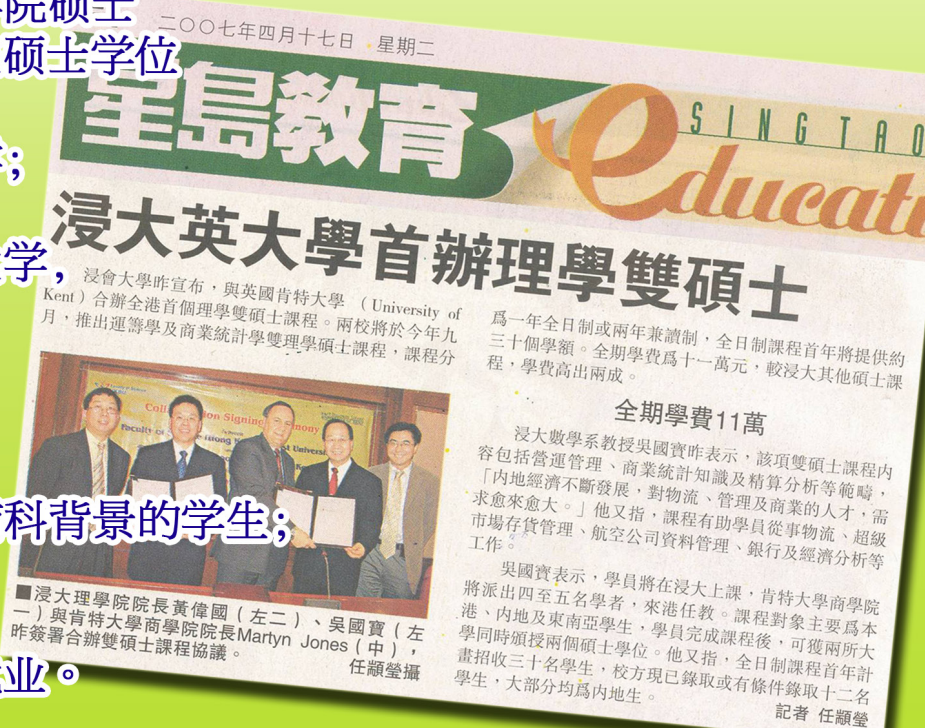 院硕士
硕士学位
；
学，
科背景的学生；
业。
二○○七年四月十七日 星期二
星島教育
SING TAO
Educati
浸大英大學首辦理學雙碩士
浸會大學昨宣布，與英國肯特大學 （University of
Kent）合辦全港首個理學雙碩士課程。兩校將於今年九
月，推出運籌學及商業統計學雙理學碩士課程，課程分
Collaboration Signing Ceremony
■浸大理學院院長黃偉國（左二）、吳國寶（左
一）與肯特大學商學院院長Martyn Jones（中），
昨簽署合辦雙碩士課程協議。 任顓瑩攝
爲一年全日制或兩年兼讀制，全日制課程首年將提供約
三十個學額。全期學費爲十一萬元，較浸大其他碩士課
程，學費高出兩成。
全期學費11萬
浸大數學系教授吳國寶昨表示，該項雙碩士課程内
容包括營運管理、商業統計知識及精算分析等範疇，
「内地經濟不斷發展，對物流、管理及商業的人才，需
求愈來愈大。」他又指，課程有助學員從事物流、超級
市場存貨管理、航空公司資料管理、銀行及經濟分析等
工作。
吳國寶表示，學員將在浸大上課，肯特大學商學院
將派出四至五名學者，來港任教。課程對象主要爲本
港、内地及東南亞學生，學員完成課程後，可獲兩所大
學同時頒授兩個碩士學位。他又指，全日制課程首年計
畫招收三十名學生，校方現已錄取或有條件錄取十二名
學生，大部分均爲内地生。
記者 任顓瑩